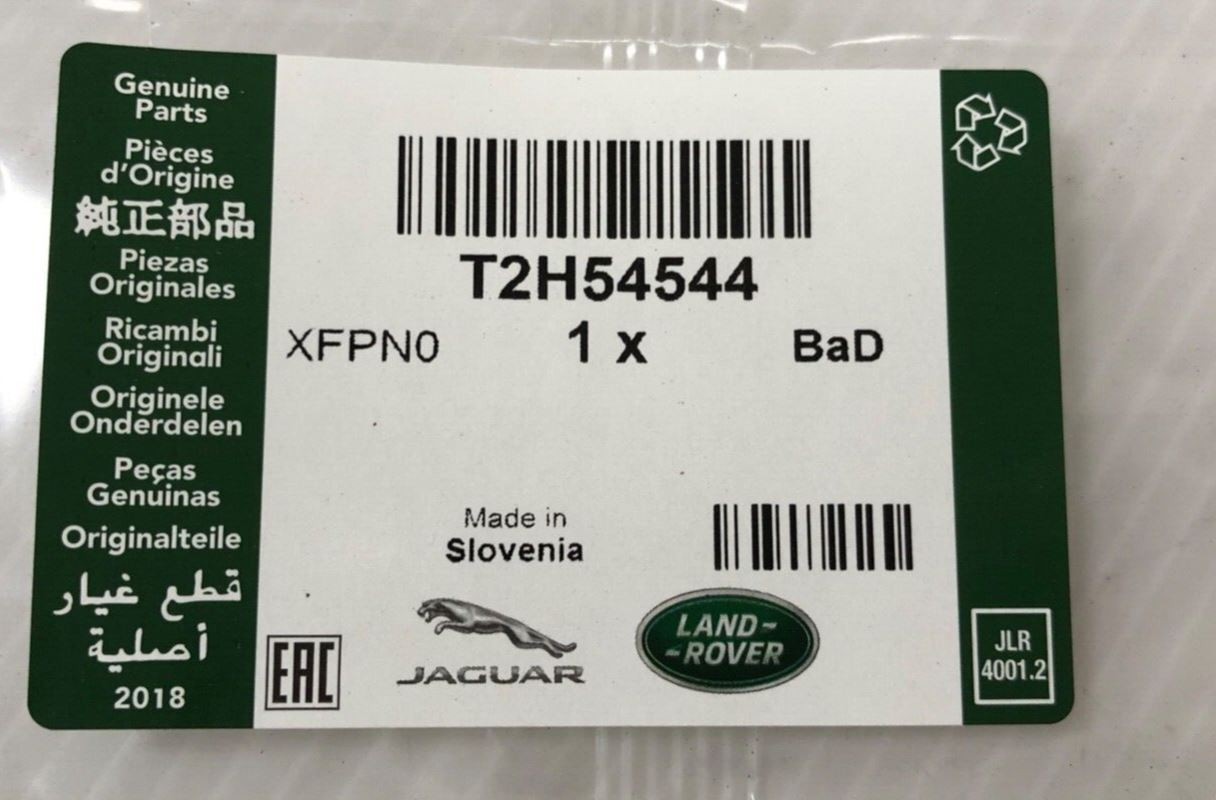 Genuine
Parts
Pièces
d'Origine
純正部品
Piezas
Originales
Ricambi
Originali
Originele
Onderdelen
Peças
Genuinas
Originalteile
قطع غيار
أصلية
2018
T2H54544
XFPN0 1 x BaD
Made in
Slovenia
EAC
JAGUAR
LAND-
-ROVER
JLR
4001.2